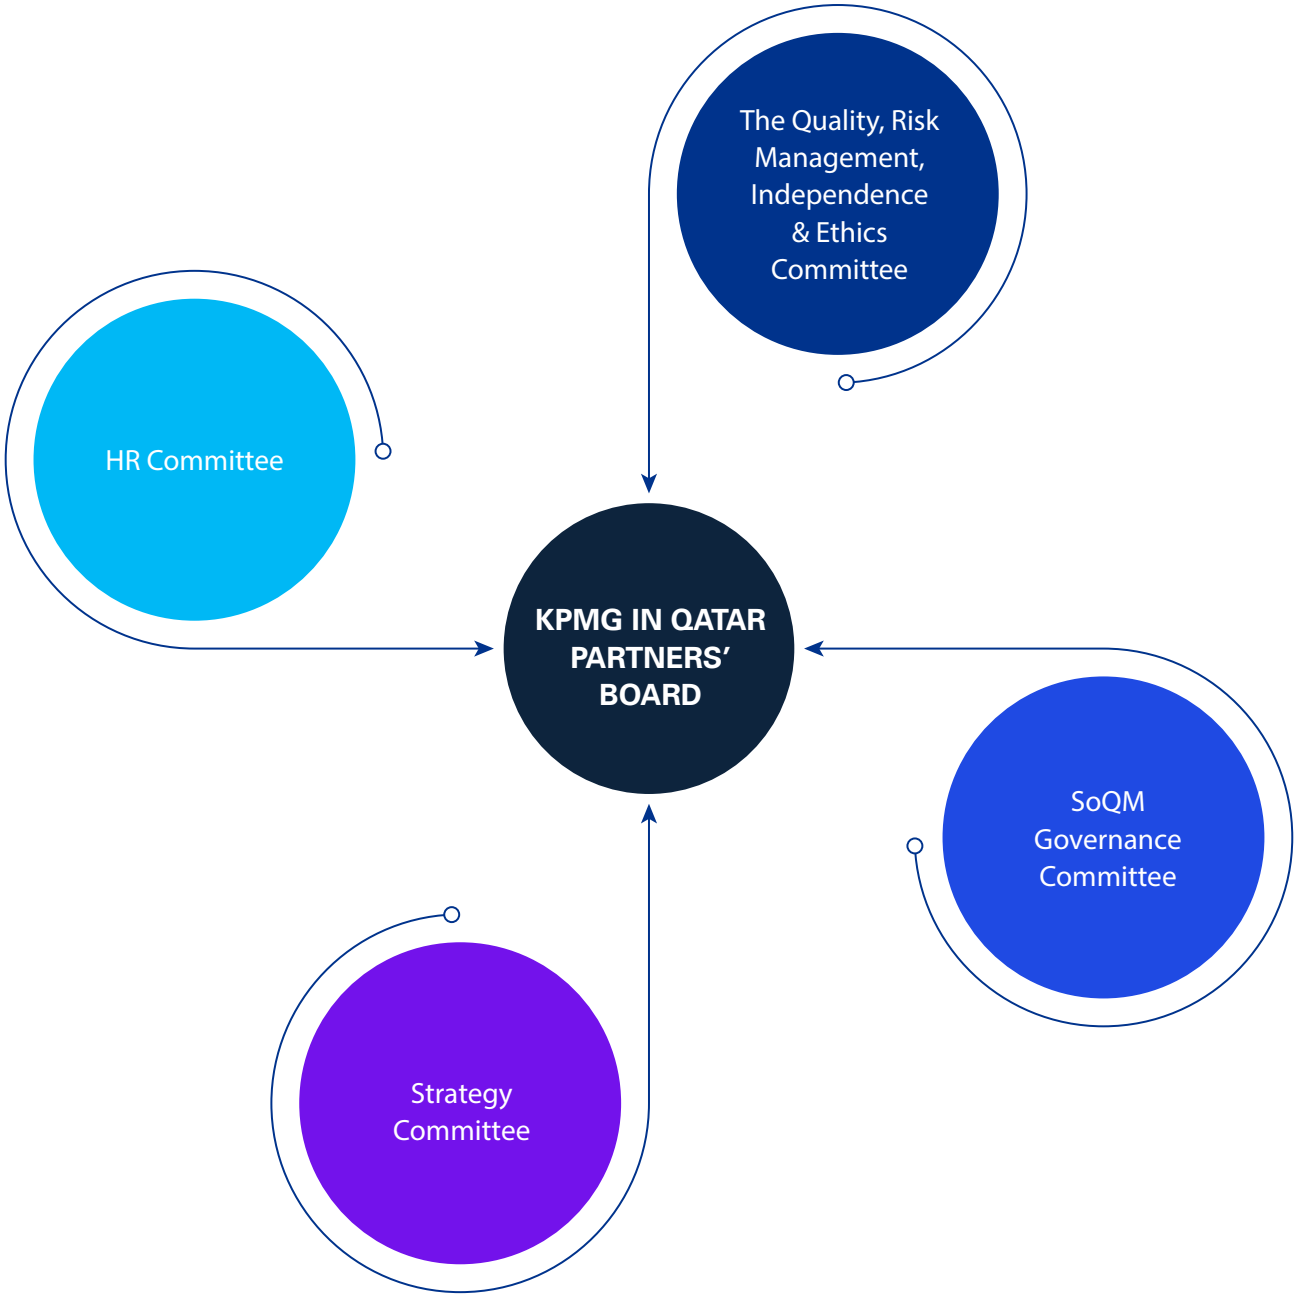 The Quality, Risk
Management,
Independence
& Ethics
Committee
HR Committee
KPMG IN QATAR
PARTNERS’
BOARD
SoQM
Governance
Committee
Strategy
Committee